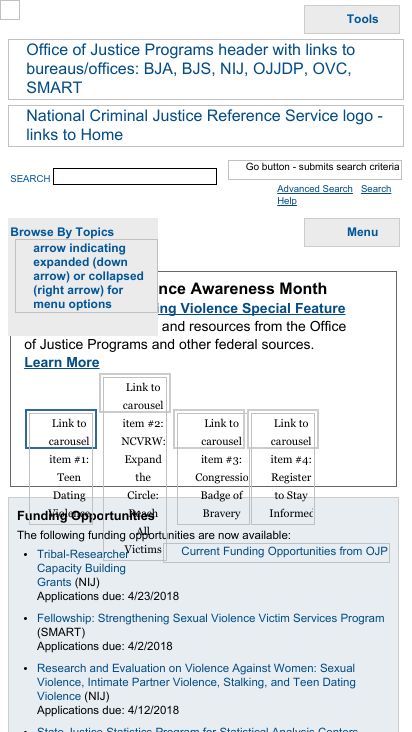 Tools
Office of Justice Programs header with links to
bureaus/offices: BJA, BJS, NIJ, OJJDP, OVC,
SMART
National Criminal Justice Reference Service logo -
links to Home
Go button - submits search criteria
SEARCH
Advanced Search Search
Help
Browse By Topics
Menu
arrow indicating
expanded (down
arrow) or collapsed
(right arrow) for
menu options
nce Awareness Month
ing Violence Special Feature
and resources from the Office
of Justice Programs and other federal sources.
Learn More
Link to
carousel
item #1:
Teen
Dating
Violence
Link to
carousel
item #2:
NCVRW:
Expand
the
Circle:
Reach
All
Victims
Link to
carousel
item #3:
Congressio
Badge of
Bravery
Link to
carousel
item #4:
Register
to Stay
Informed
Funding Opportunities
The following funding opportunities are now available:
Current Funding Opportunities from OJP
• Tribal-Researcher
Capacity Building
Grants (NIJ)
Applications due: 4/23/2018
• Fellowship: Strengthening Sexual Violence Victim Services Program
(SMART)
Applications due: 4/2/2018
• Research and Evaluation on Violence Against Women: Sexual
Violence, Intimate Partner Violence, Stalking, and Teen Dating
Violence (NIJ)
Applications due: 4/12/2018
• State Justice Statistics Program for Statistical Analysis Centers